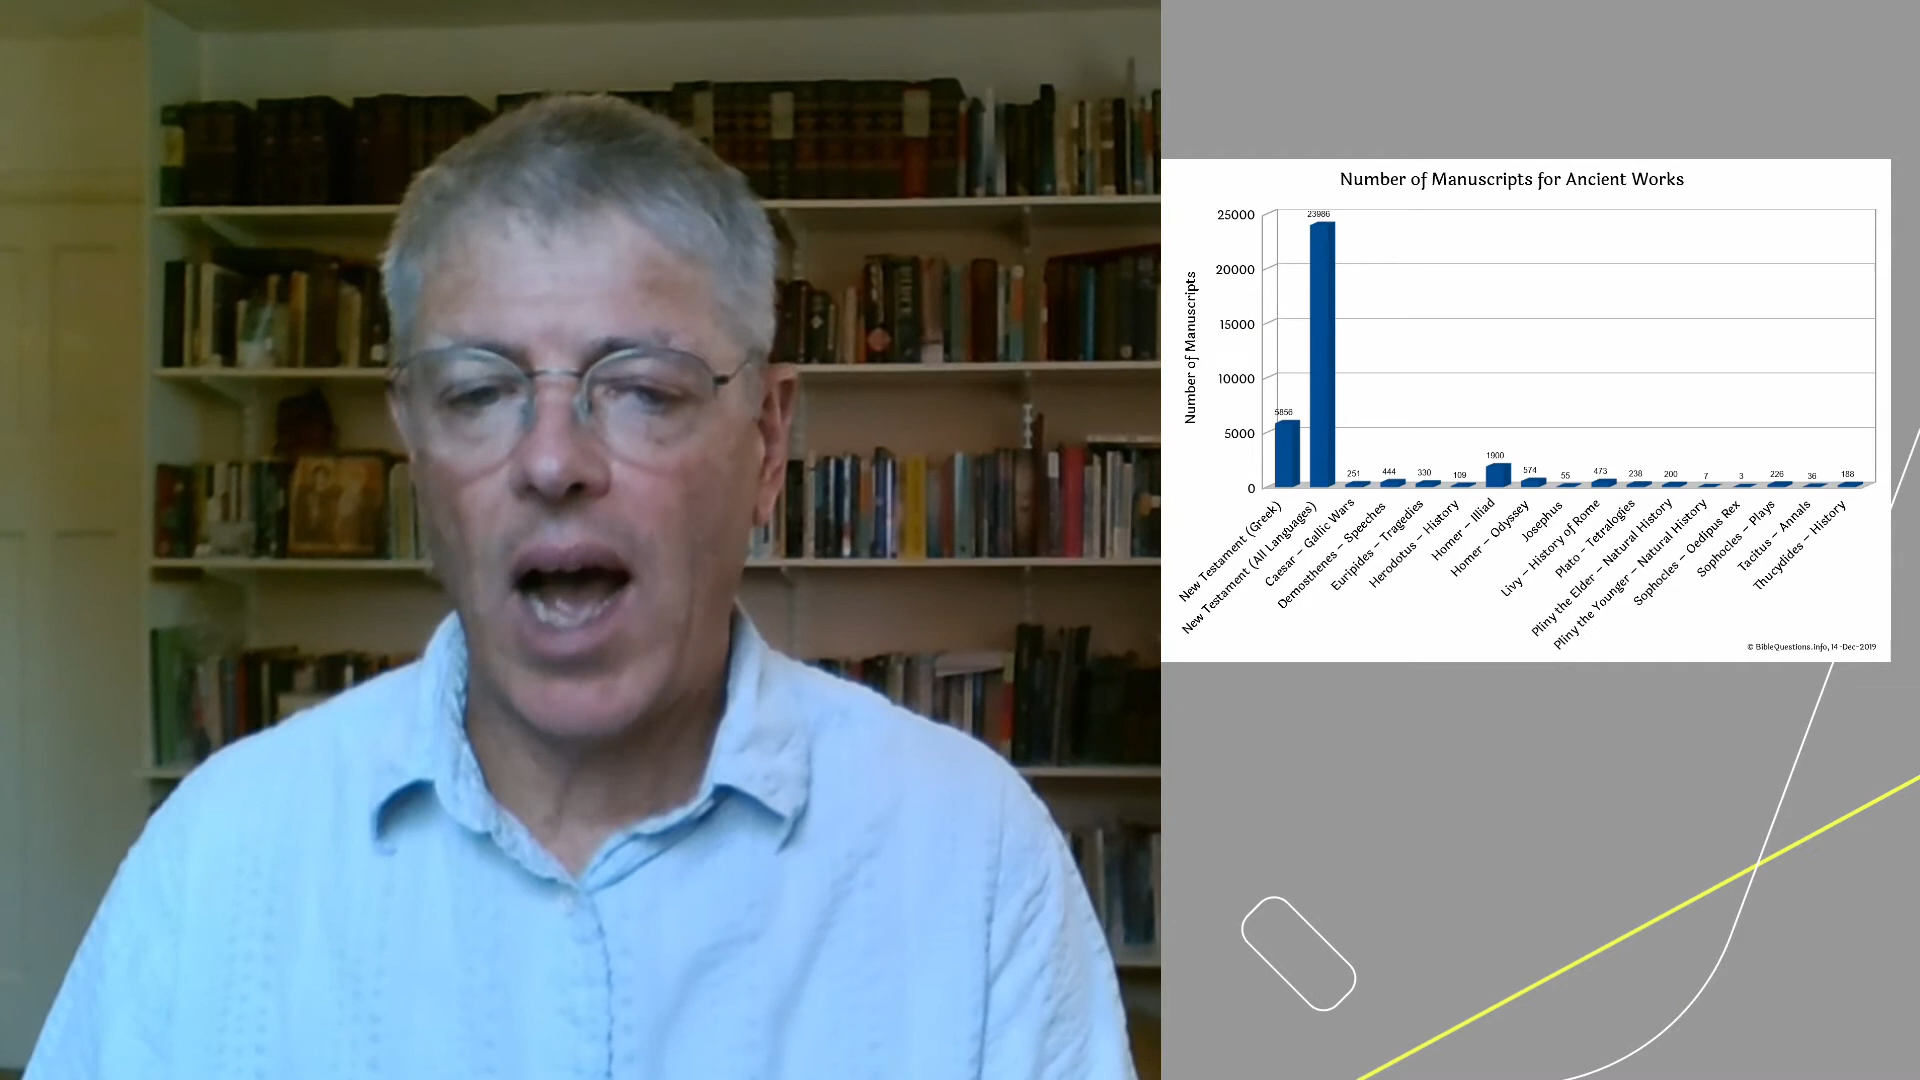 Number of Manuscripts for Ancient Works
Number of Manuscripts
25000
20000
15000
10000
5000
0
5856
23986
251
444
330
109
1900
574
55
473
238
200
7
3
226
36
188
New Testament (Greek)
New Testament (All Languages)
Caesar – Gallic Wars
Demosthenes – Speeches
Euripides – Tragedies
Herodotus – History
Homer – Illiad
Homer – Odyssey
Josephus
Livy – History of Rome
Plato – Tetralogies
Pliny the Elder – Natural History
Pliny the Younger – Natural History
Sophocles – Oedipus Rex
Sophocles – Plays
Tacitus – Annals
Thucydides – History
© BibleQuestions.info, 14-Dec-2019